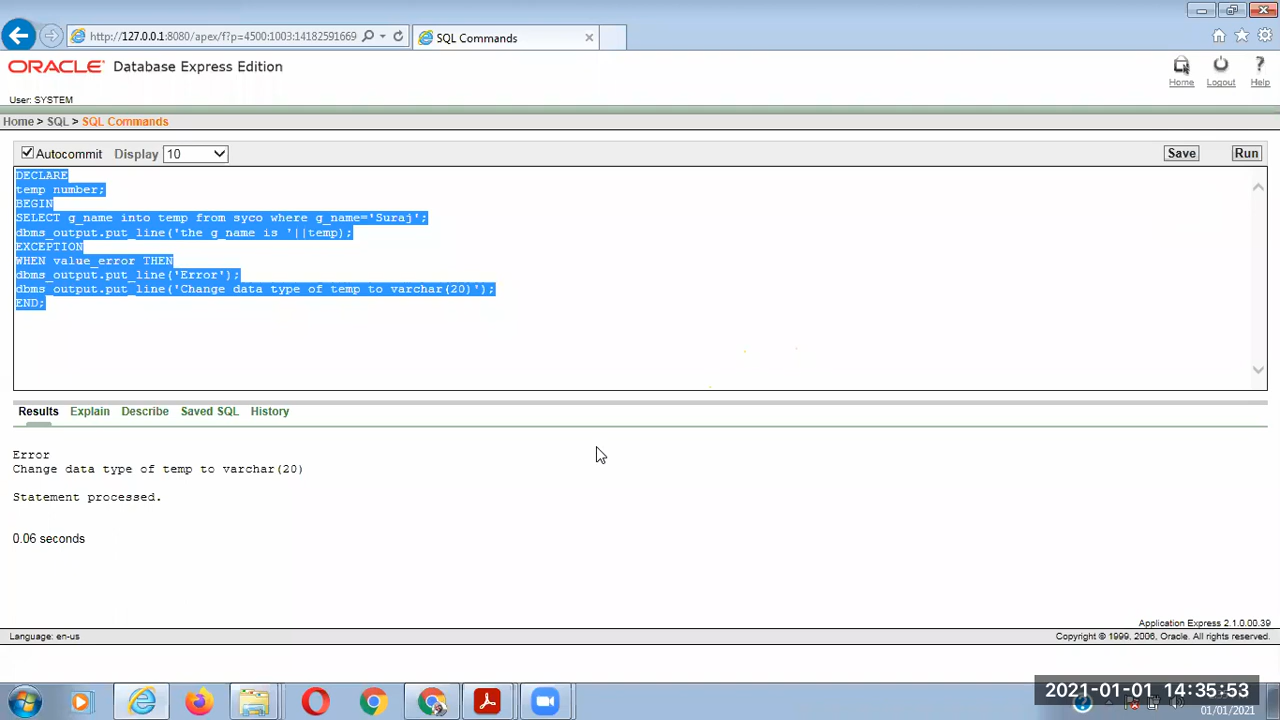 http://127.0.0.1:8080/apex/f?p=4500:1003:14182591669
SQL Commands
ORACLE Database Express Edition
Home Logout Help
User: SYSTEM
Home > SQL > SQL Commands
Autocommit Display 10 Save Run
DECLARE
temp number;
BEGIN
SELECT g_name into temp from syco where g_name='Suraj';
dbms_output.put_line('the g_name is '||temp);
EXCEPTION
WHEN value_error THEN
dbms_output.put_line('Error');
dbms_output.put_line('Change data type of temp to varchar(20)');
END;
Results Explain Describe Saved SQL History
Error
Change data type of temp to varchar(20)
Statement processed.
0.06 seconds
Application Express 2.1.0.00.39
Language: en-us Copyright © 1999, 2006, Oracle. All rights reserved.
2021-01-01 14:35:53
01/01/2021